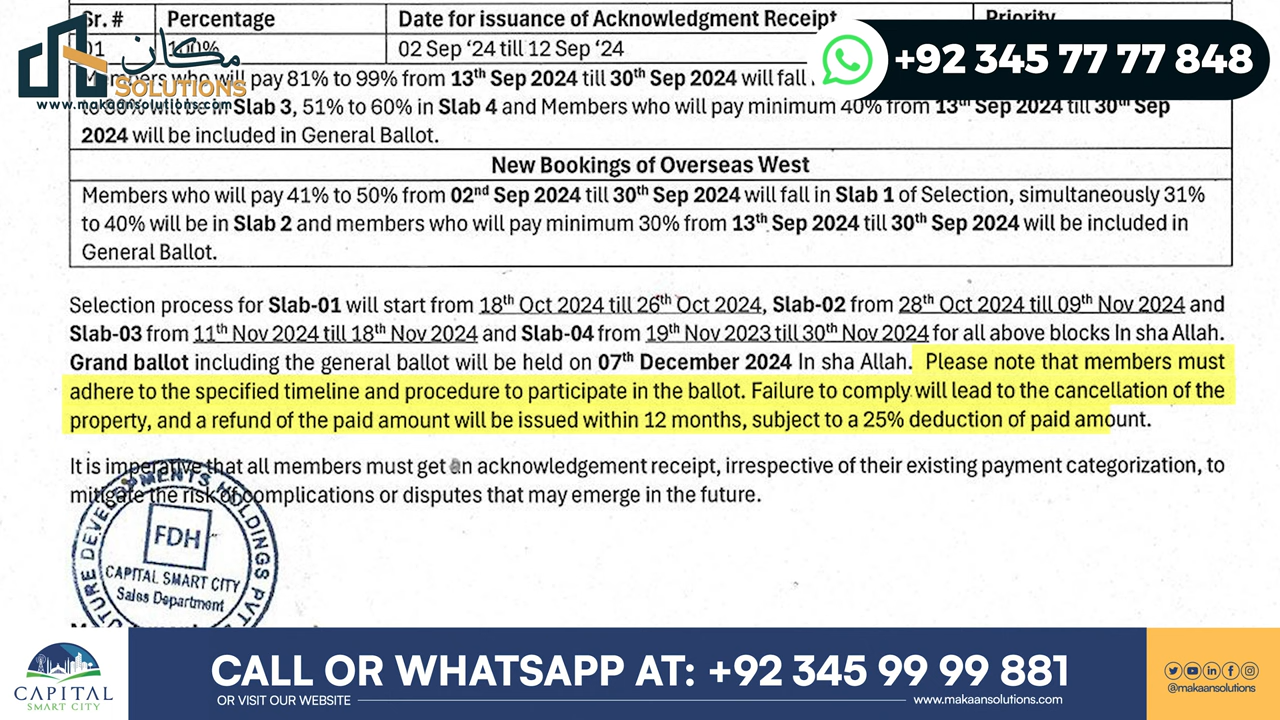 Sr. # Percentage Date for issuance of Acknowledgment Receipt Priority
01 100% 02 Sep ‘24 till 12 Sep ‘24
مكان
SOLUTIONS
www.makaansolutions.com
+92 345 77 77 848
Members who will pay 81% to 99% from 13th Sep 2024 till 30th Sep 2024 will fall
will be in Slab 3, 51% to 60% in Slab 4 and Members who will pay minimum 40% from 13th Sep 2024 till 30th Sep
2024 will be included in General Ballot.
New Bookings of Overseas West
Members who will pay 41% to 50% from 02nd Sep 2024 till 30th Sep 2024 will fall in Slab 1 of Selection, simultaneously 31%
to 40% will be in Slab 2 and members who will pay minimum 30% from 13th Sep 2024 till 30th Sep 2024 will be included in
General Ballot.
Selection process for Slab-01 will start from 18th Oct 2024 till 26th Oct 2024, Slab-02 from 28th Oct 2024 till 09th Nov 2024 and
Slab-03 from 11th Nov 2024 till 18th Nov 2024 and Slab-04 from 19th Nov 2023 till 30th Nov 2024 for all above blocks In sha Allah.
Grand ballot including the general ballot will be held on 07th December 2024 In sha Allah. Please note that members must
adhere to the specified timeline and procedure to participate in the ballot. Failure to comply will lead to the cancellation of the
property, and a refund of the paid amount will be issued within 12 months, subject to a 25% deduction of paid amount.
It is imperative that all members must get an acknowledgement receipt, irrespective of their existing payment categorization, to
mitigate the risk of complications or disputes that may emerge in the future.
FUTURE DEVELOPMENTS HOLDINGS PVT
FDH
CAPITAL SMART CITY
Sales Department
CAPITAL
SMART CITY
CALL OR WHATSAPP AT: +92 345 99 99 881
OR VISIT OUR WEBSITE www.makaansolutions.com
@makaansolutions